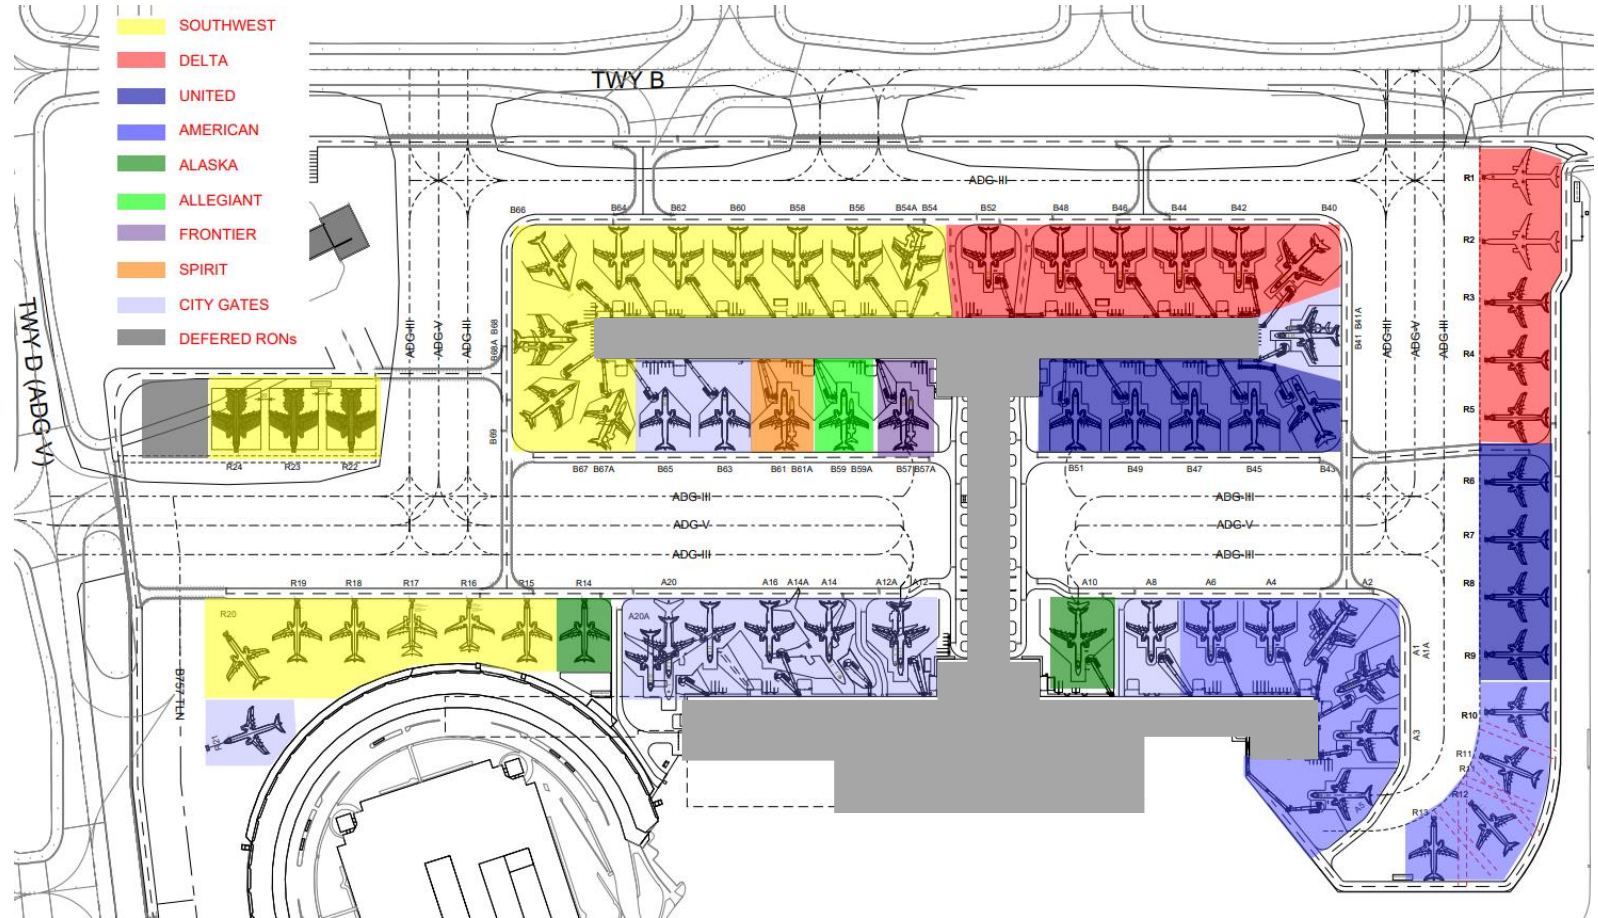 SOUTHWEST
DELTA
UNITED
AMERICAN
ALASKA
ALLEGIANT
FRONTIER
SPIRIT
CITY GATES
DEFERED RONs
TWY B
TWY D (ADG V)
ADG-III
B66
B64
B62
B60
B58
B56
B54A
B54
B52
B48
B46
B44
B42
B40
R1
R2
R3
R4
R5
R6
R7
R8
R9
R10
R11
R11
R12
R13
ADG-III
ADG-V
ADG-III
B68
B68A
B69
B41
B41A
ADG-III
ADG-V
ADG-III
R24
R23
R22
B67
B67A
B65
B63
B61
B61A
B59
B59A
B57
B57A
B51
B49
B47
B45
B43
ADG-III
ADG-V
ADG-III
ADG-III
ADG-V
ADG-III
R19
R18
R17
R16
R15
R14
A20
A16
A14A
A14
A12A
A12
A10
A8
A6
A4
A2
R20
A20A
A1
A1A
A3
A5
B757-TLN
R21